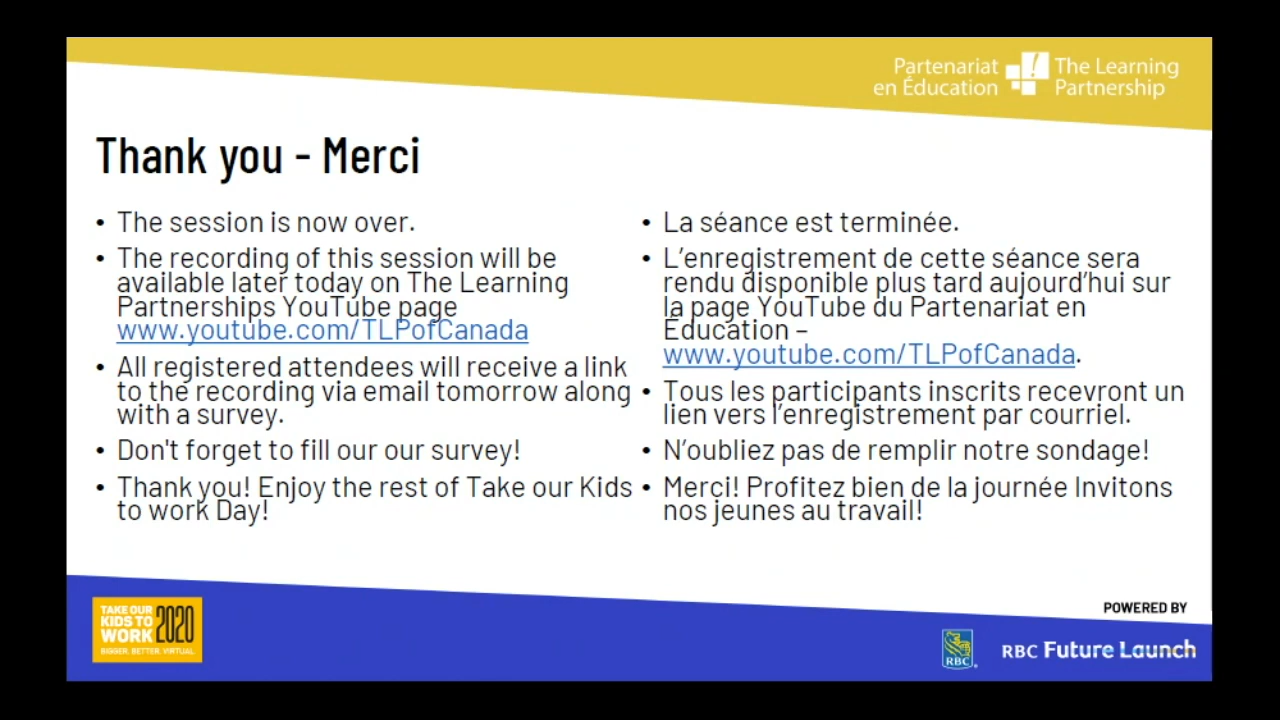 Partenariat
en Éducation
The Learning
Partnership
Thank you - Merci
• The session is now over.
• The recording of this session will be
available later today on The Learning
Partnerships YouTube page
www.youtube.com/TLPofCanada
• All registered attendees will receive a link
to the recording via email tomorrow along
with a survey.
• Don't forget to fill our our survey!
• Thank you! Enjoy the rest of Take our Kids
to work Day!
• La séance est terminée.
• L’enregistrement de cette séance sera
rendu disponible plus tard aujourd’hui sur
la page YouTube du Partenariat en
Éducation –
www.youtube.com/TLPofCanada.
• Tous les participants inscrits recevront un
lien vers l’enregistrement par courriel.
• N’oubliez pas de remplir notre sondage!
• Merci! Profitez bien de la journée Invitons
nos jeunes au travail!
TAKE OUR
KIDS TO
WORK 2020
BIGGER. BETTER. VIRTUAL.
POWERED BY
RBC
RBC Future Launch